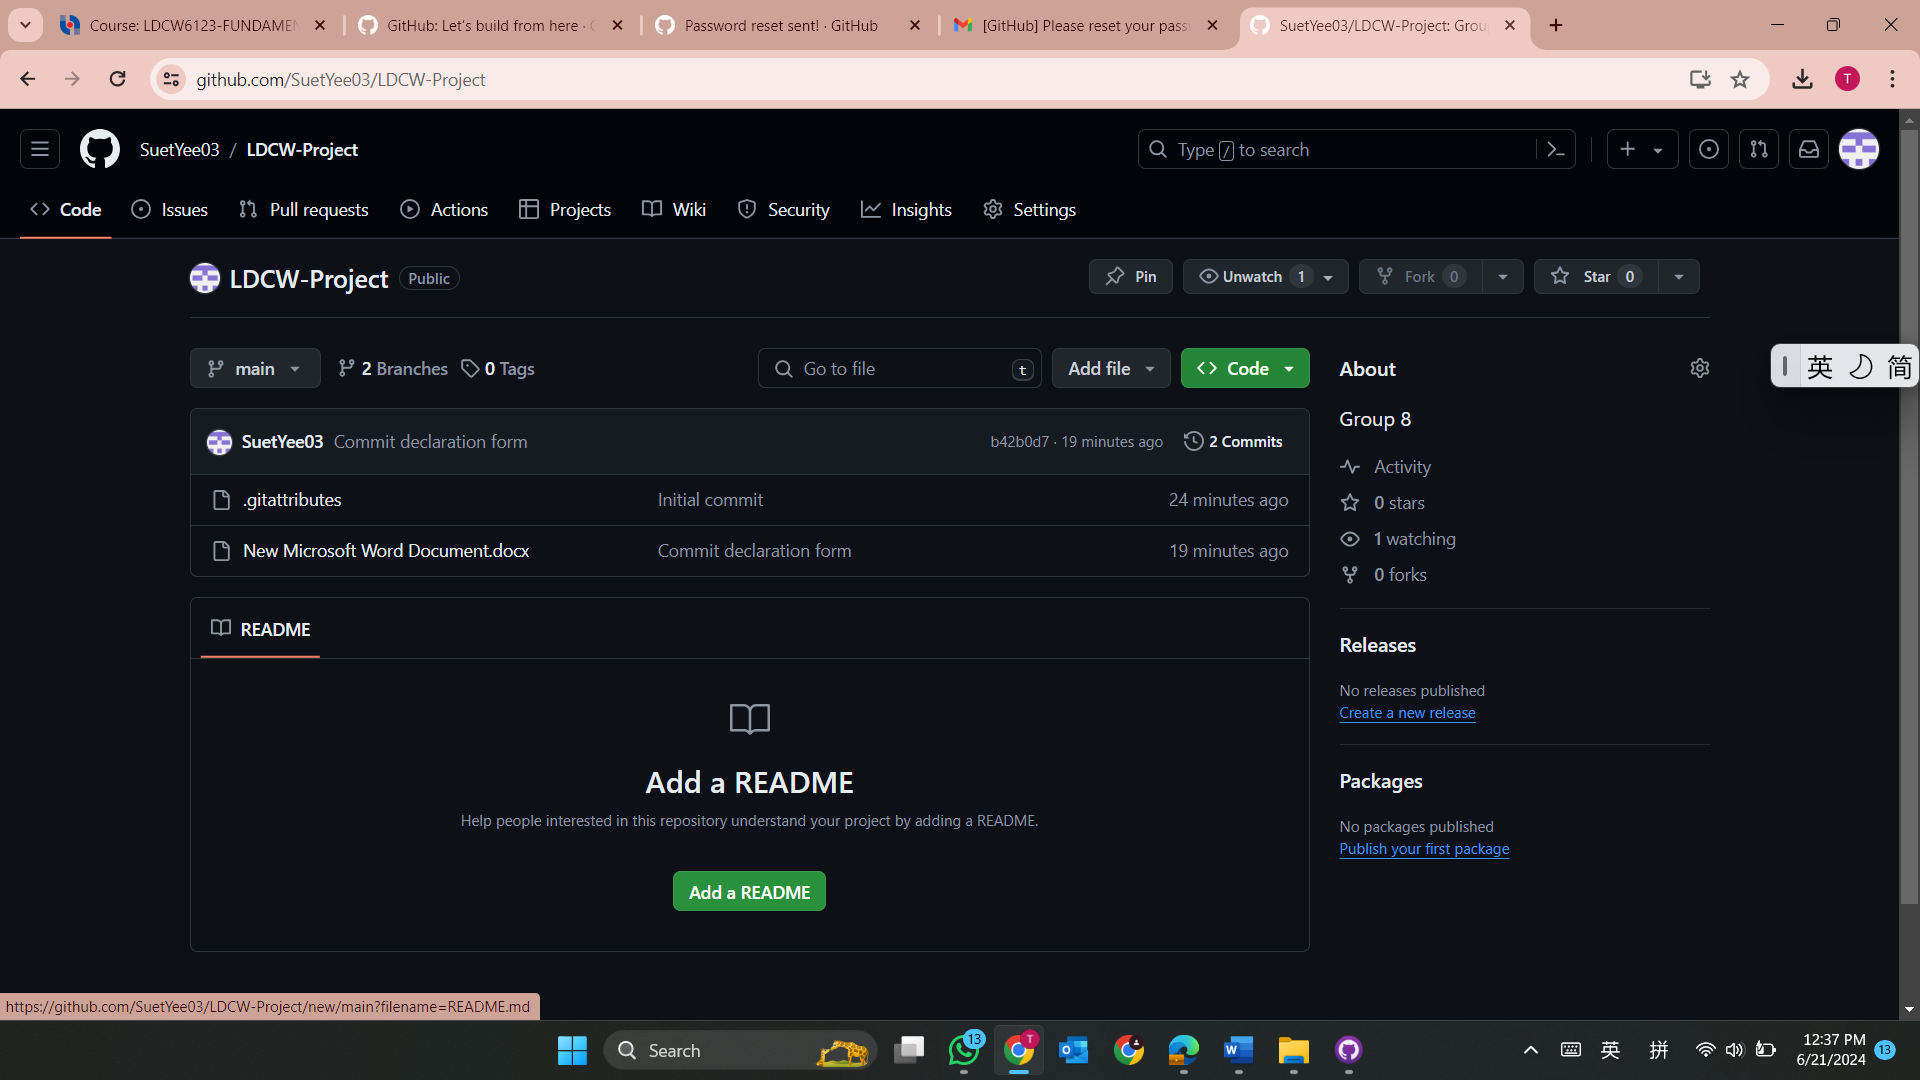 Course: LDCW6123-FUNDAMEN
GitHub: Let's build from here · G
Password reset sent! · GitHub
[GitHub] Please reset your passw
SuetYee03/LDCW-Project: Grou
github.com/SuetYee03/LDCW-Project
T
SuetYee03 / LDCW-Project
Type / to search
Code
Issues
Pull requests
Actions
Projects
Wiki
Security
Insights
Settings
LDCW-Project Public
Pin
Unwatch 1
Fork 0
Star 0
main
2 Branches
0 Tags
Go to file t
Add file
Code
About
英 简
Group 8
SuetYee03 Commit declaration form b42b0d7 · 19 minutes ago 2 Commits
.gitattributes Initial commit 24 minutes ago
New Microsoft Word Document.docx Commit declaration form 19 minutes ago
Activity
0 stars
1 watching
0 forks
README
Releases
No releases published
Create a new release
Add a README
Help people interested in this repository understand your project by adding a README.
Add a README
Packages
No packages published
Publish your first package
https://github.com/SuetYee03/LDCW-Project/new/main?filename=README.md
Search
13
T
英
拼
12:37 PM
6/21/2024
13